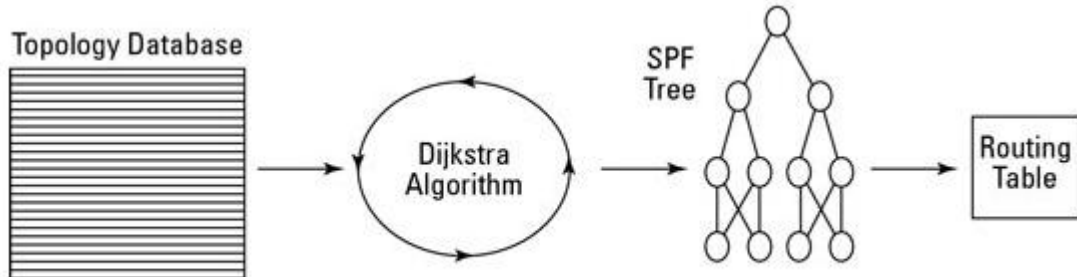 Topology Database
Dijkstra
Algorithm
SPF
Tree
Routing
Table